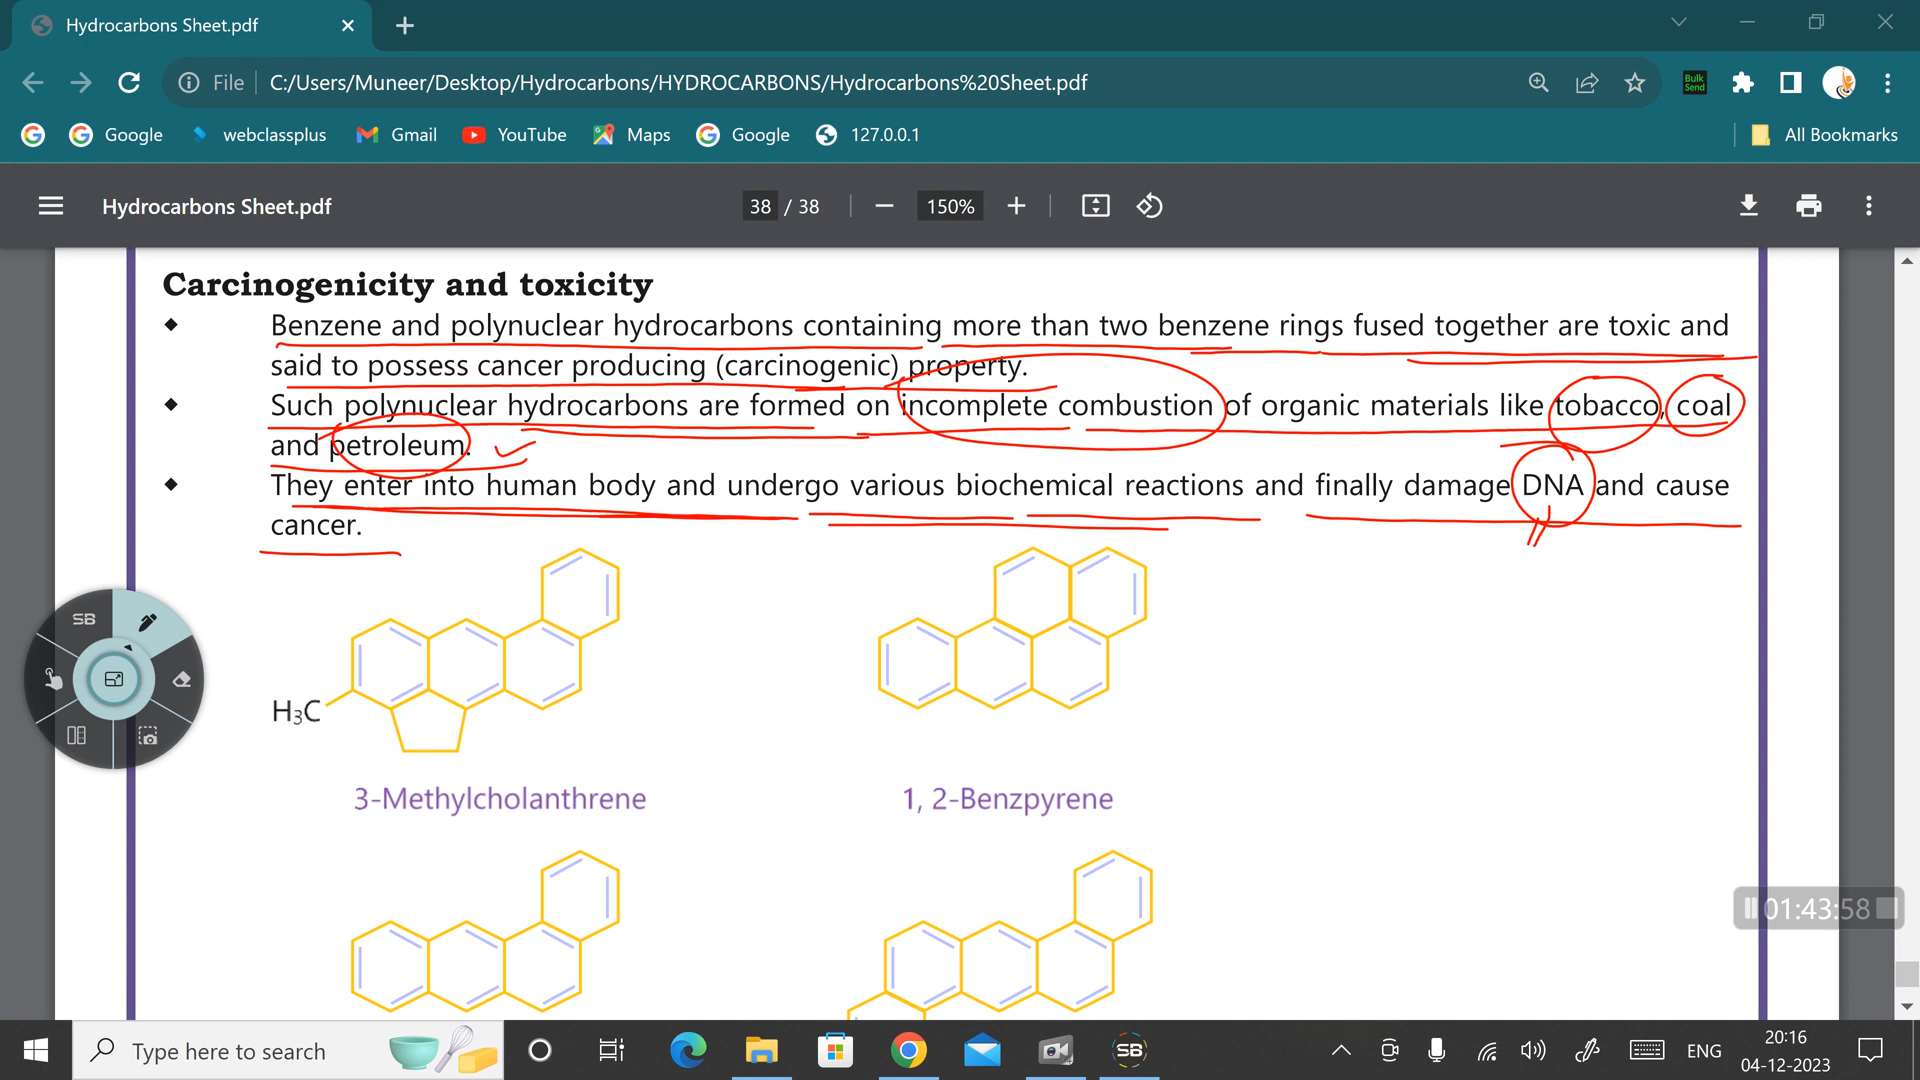 Hydrocarbons Sheet.pdf
File C:/Users/Muneer/Desktop/Hydrocarbons/HYDROCARBONS/Hydrocarbons%20Sheet.pdf
Bulk
Send
Google webclassplus Gmail YouTube Maps Google 127.0.0.1 All Bookmarks
Hydrocarbons Sheet.pdf 38 / 38 150%
Carcinogenicity and toxicity
Benzene and polynuclear hydrocarbons containing more than two benzene rings fused together are toxic and
said to possess cancer producing (carcinogenic) property.
Such polynuclear hydrocarbons are formed on incomplete combustion of organic materials like tobacco, coal
and petroleum.
They enter into human body and undergo various biochemical reactions and finally damage DNA and cause
cancer.
SB
H₃C
3-Methylcholanthrene 1, 2-Benzpyrene
01:43:58
Type here to search SB ENG 20:16
04-12-2023